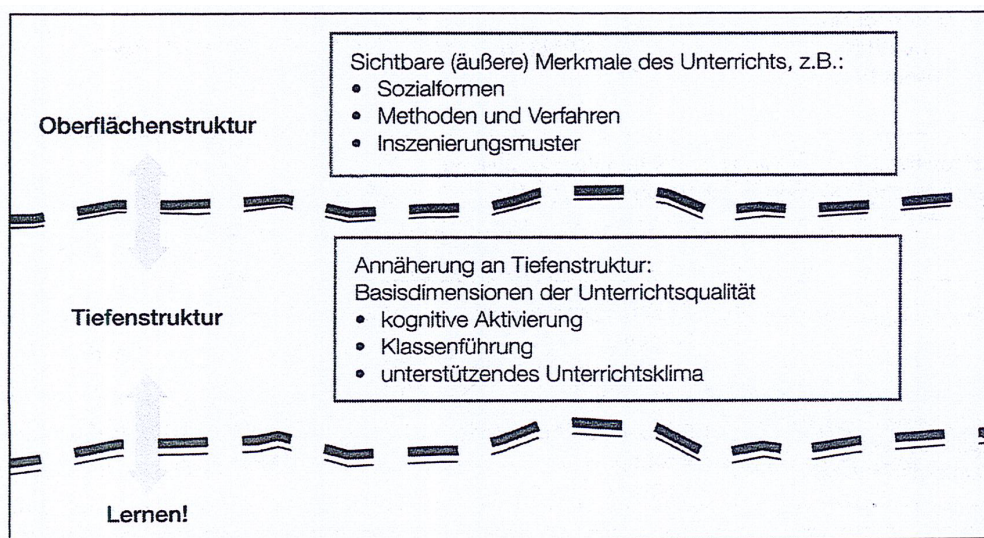 Sichtbare (äußere) Merkmale des Unterrichts, z.B.:
• Sozialformen
• Methoden und Verfahren
• Inszenierungsmuster
Oberflächenstruktur
Annäherung an Tiefenstruktur:
Basisdimensionen der Unterrichtsqualität
• kognitive Aktivierung
• Klassenführung
• unterstützendes Unterrichtsklima
Tiefenstruktur
Lernen!